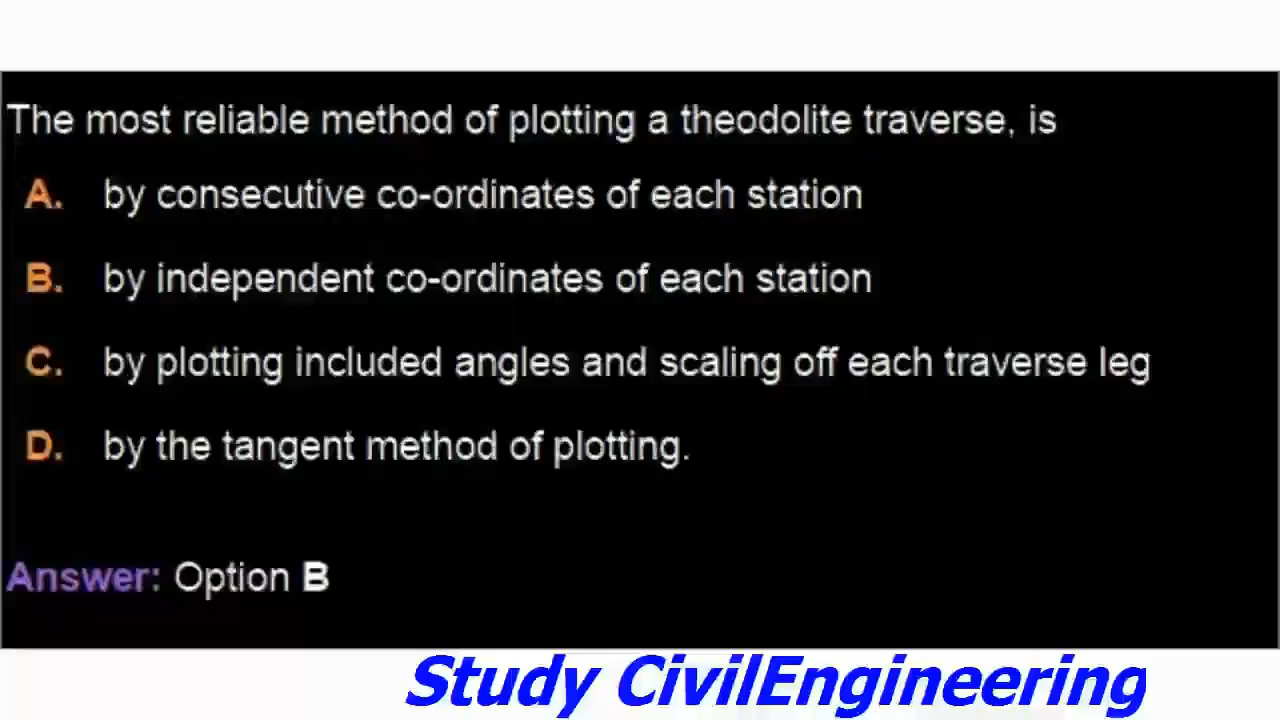 The most reliable method of plotting a theodolite traverse, is
A. by consecutive co-ordinates of each station
B. by independent co-ordinates of each station
C. by plotting included angles and scaling off each traverse leg
D. by the tangent method of plotting.
Answer: Option B
Study CivilEngineering